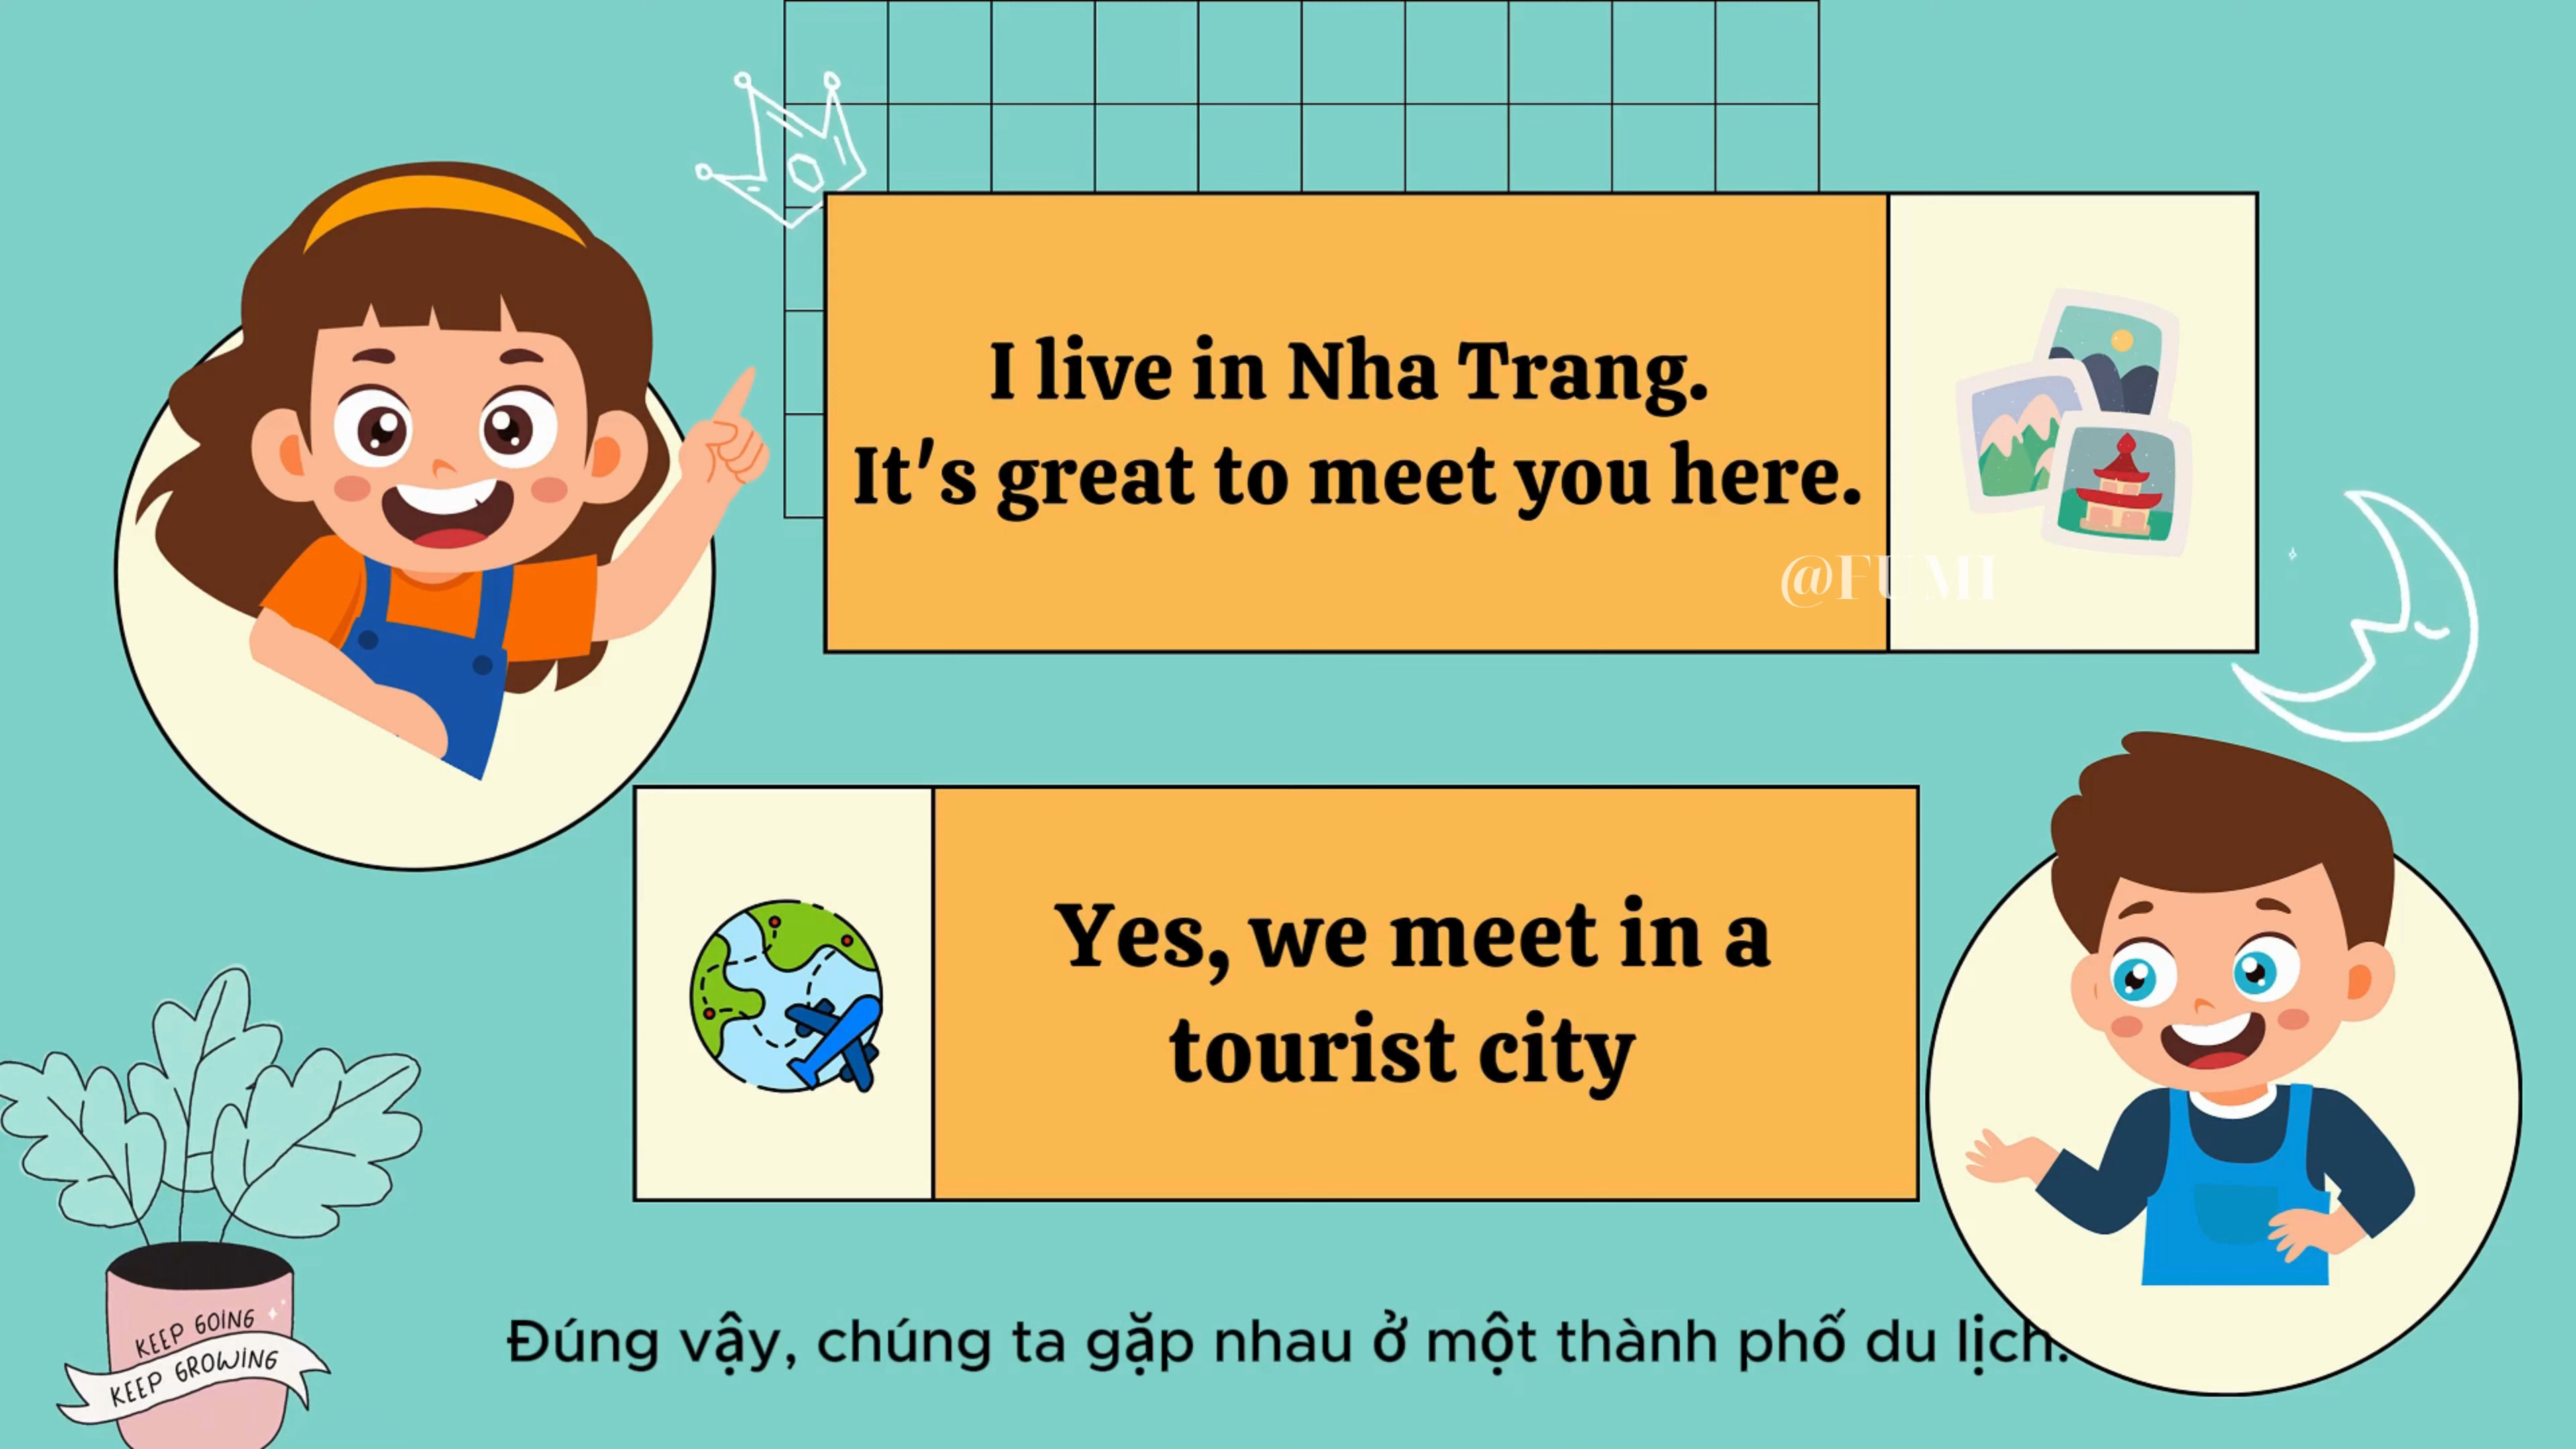 I live in Nha Trang.
It's great to meet you here.
@FUMI
Yes, we meet in a
tourist city
Đúng vậy, chúng ta gặp nhau ở một thành phố du lịch.
KEEP GOING
KEEP GROWING